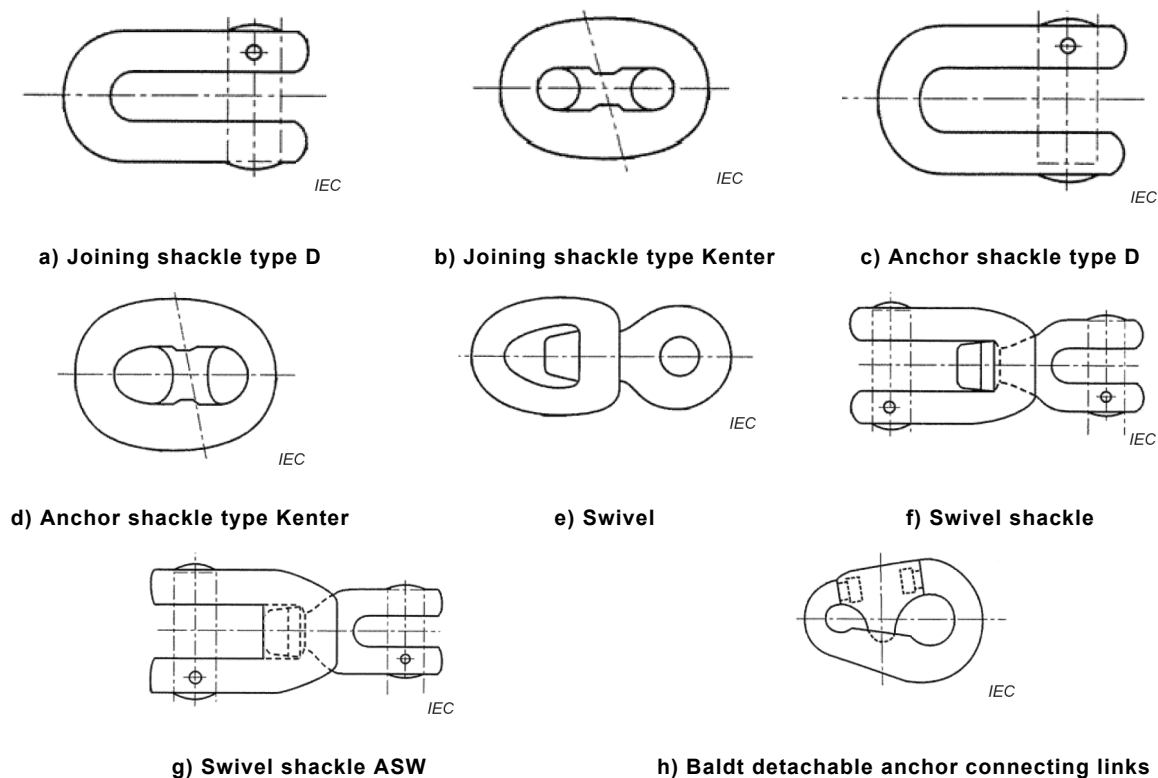 IEC
IEC
IEC
a) Joining shackle type D
b) Joining shackle type Kenter
c) Anchor shackle type D
IEC
IEC
IEC
d) Anchor shackle type Kenter
e) Swivel
f) Swivel shackle
IEC
IEC
g) Swivel shackle ASW
h) Baldt detachable anchor connecting links